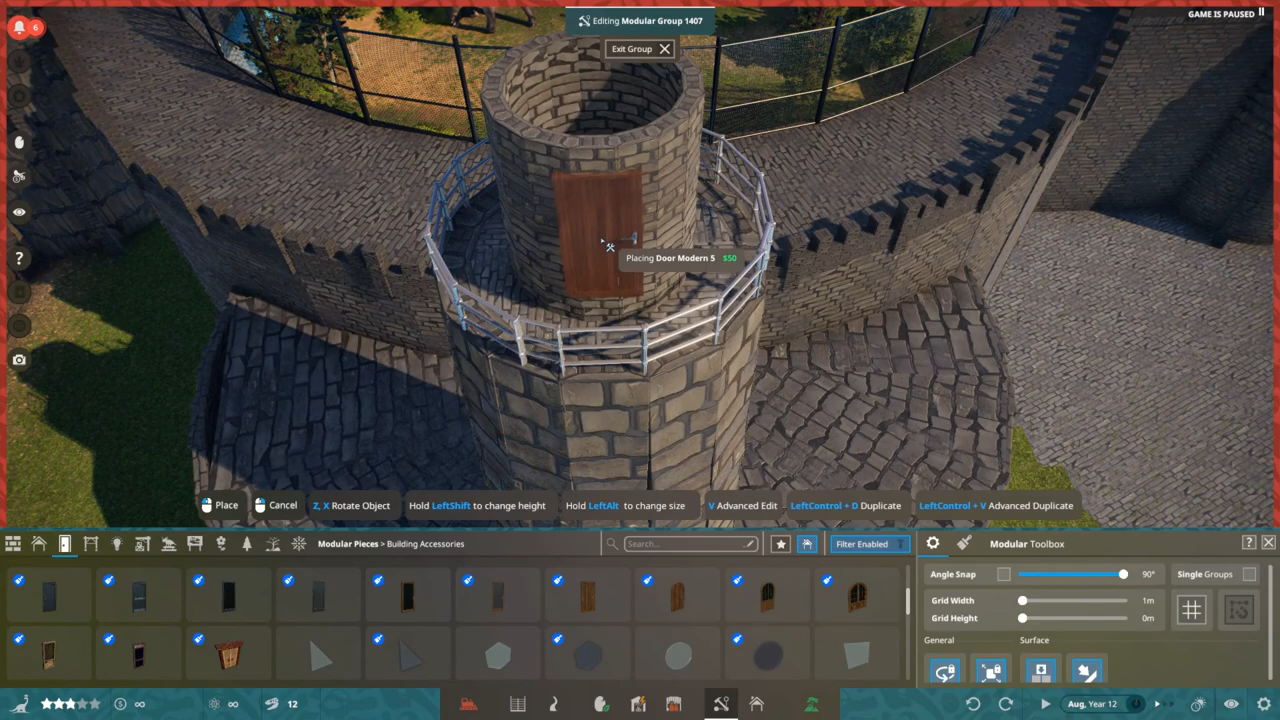 6
Editing Modular Group 1407
GAME IS PAUSED
Exit Group
Placing Door Modern 5 $50
?
Place
Cancel
Z, X Rotate Object
Hold LeftShift to change height
Hold LeftAlt to change size
V Advanced Edit
LeftControl + D Duplicate
LeftControl + V Advanced Duplicate
Modular Pieces > Building Accessories
Search...
Filter Enabled
Modular Toolbox
?
Angle Snap
90°
Single Groups
Grid Width
1m
Grid Height
0m
General
Surface
∞
∞
12
Aug, Year 12